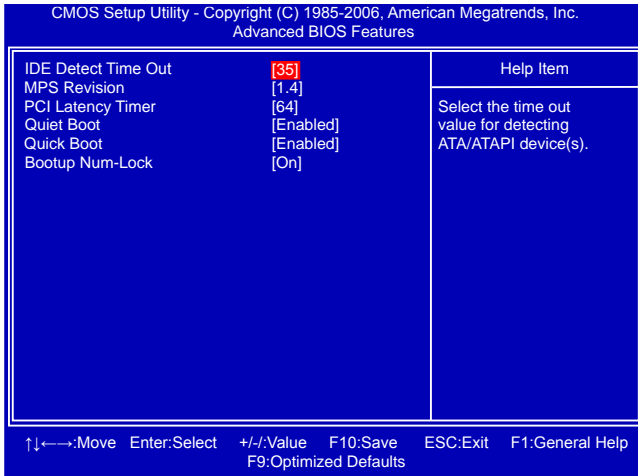 CMOS Setup Utility - Copyright (C) 1985-2006, American Megatrends, Inc.
Advanced BIOS Features
IDE Detect Time Out [35]
MPS Revision [1.4]
PCI Latency Timer [64]
Quiet Boot [Enabled]
Quick Boot [Enabled]
Bootup Num-Lock [On]
Help Item
Select the time out
value for detecting
ATA/ATAPI device(s).
↑↓←→:Move Enter:Select +/-/:Value F10:Save ESC:Exit F1:General Help
F9:Optimized Defaults